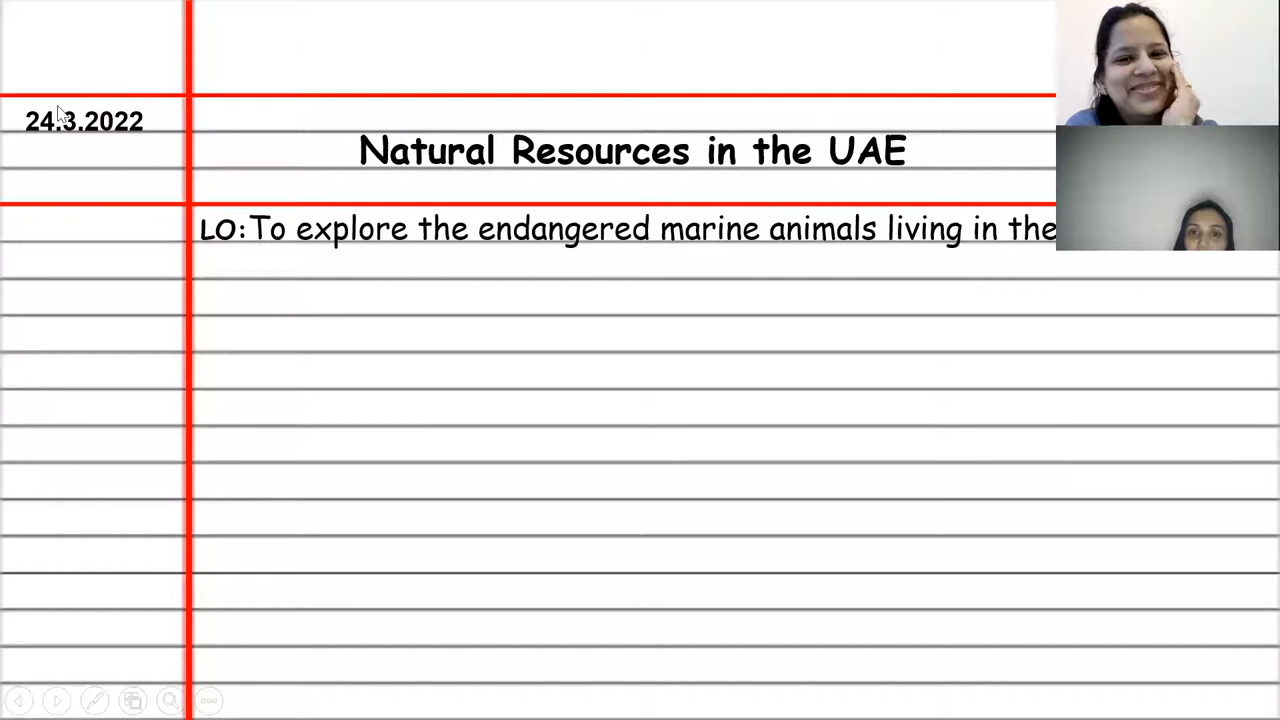 24.3.2022
Natural Resources in the UAE
LO: To explore the endangered marine animals living in the